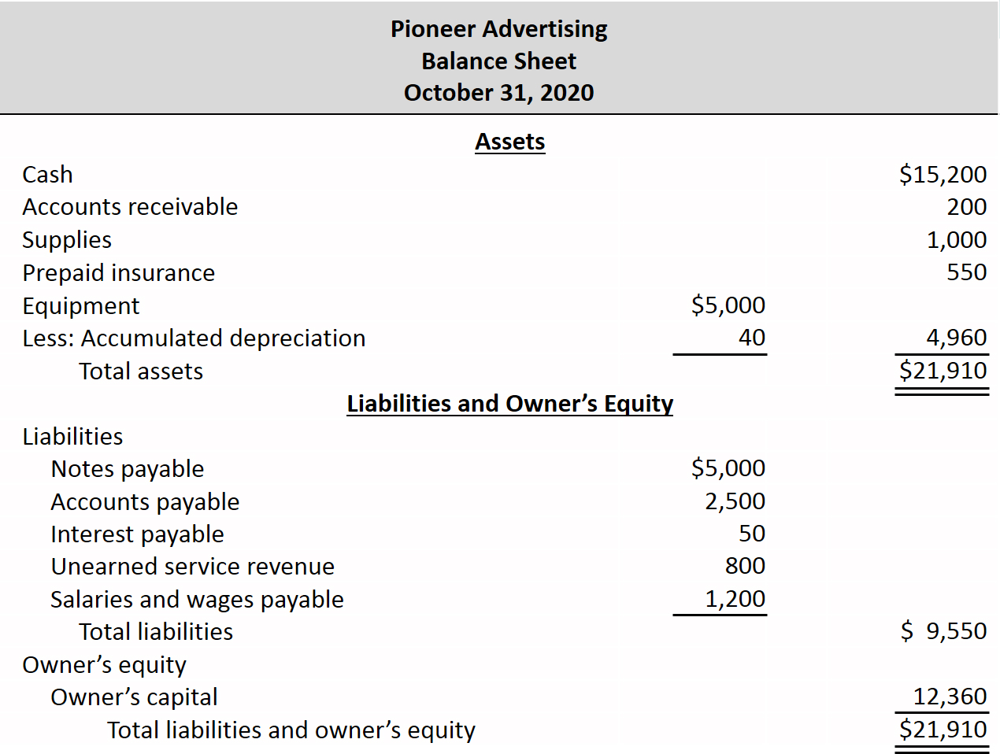 Pioneer Advertising
Balance Sheet
October 31, 2020
Assets
Cash $15,200
Accounts receivable 200
Supplies 1,000
Prepaid insurance 550
Equipment $5,000
Less: Accumulated depreciation 40 4,960
Total assets $21,910
Liabilities and Owner’s Equity
Liabilities
Notes payable $5,000
Accounts payable 2,500
Interest payable 50
Unearned service revenue 800
Salaries and wages payable 1,200
Total liabilities $ 9,550
Owner’s equity
Owner’s capital 12,360
Total liabilities and owner’s equity $21,910